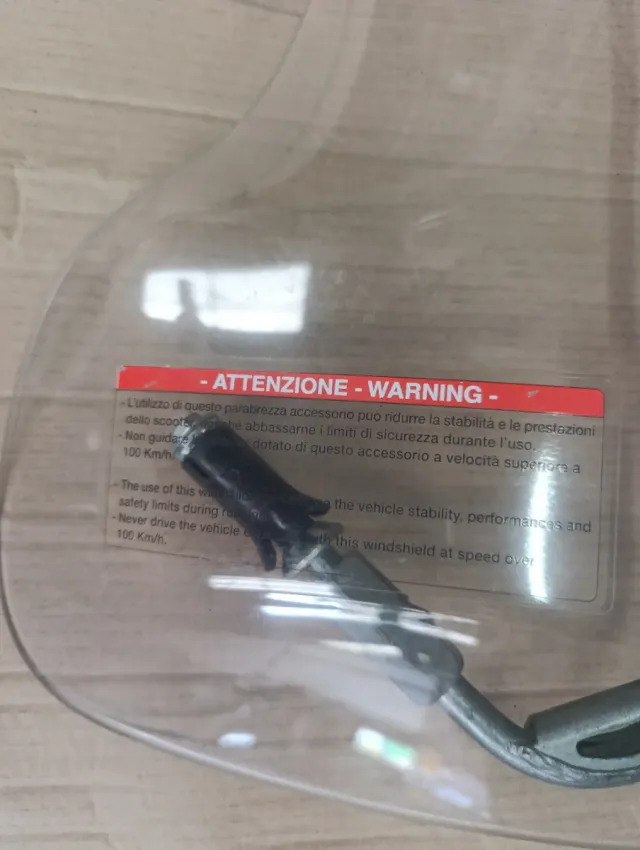 - ATTENZIONE - WARNING -
- L'utilizzo di questo parabrezza accessorio può ridurre la stabilità e le prestazioni
dello scooter abbassarne i limiti di sicurezza durante l'uso.
- Non guidare dotato di questo accessorio a velocità superiore a
100 Km/h
- The use of this the vehicle stability, performances and
safety limits during
- Never drive the vehicle this windshield at speed over
100 Km/h.